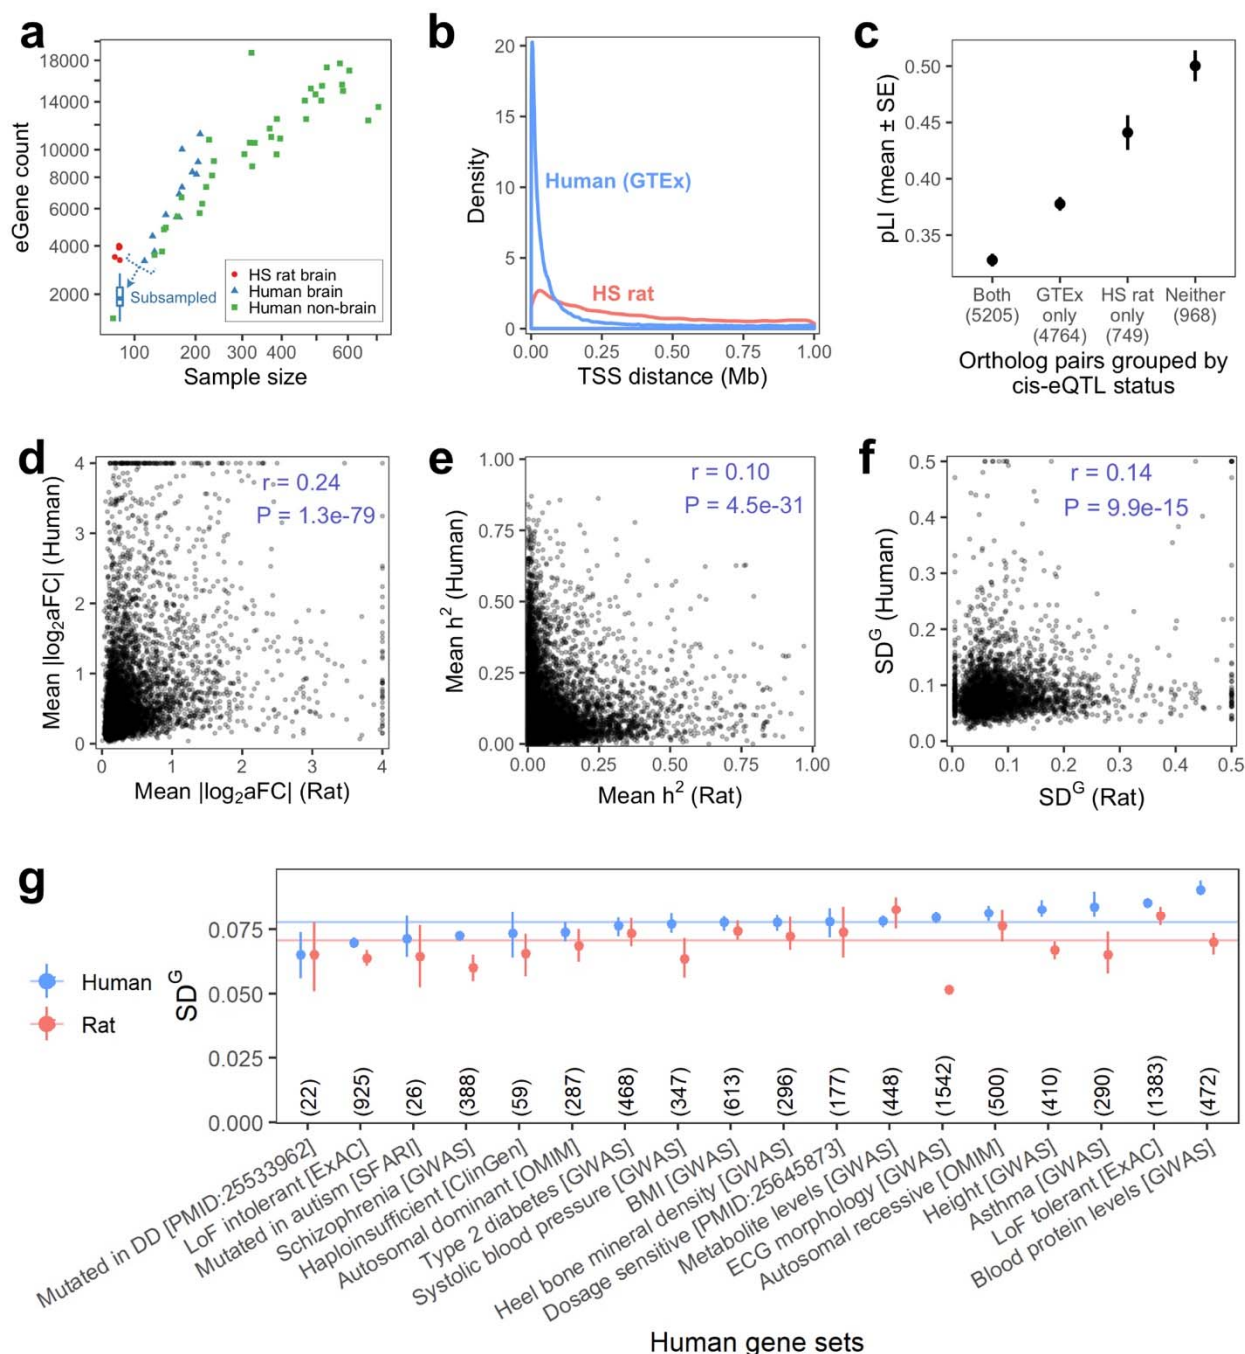 a
18000
14000
10000
8000
6000
4000
2000
eGene count
Subsampled
HS rat brain
Human brain
Human non-brain
100
200
300
400
600
Sample size
b
20
15
10
5
0
Density
Human (GTEx)
HS rat
0.00
0.25
0.50
0.75
1.00
TSS distance (Mb)
c
0.50
0.45
0.40
0.35
pLI (mean ± SE)
Both
(5205)
GTEx
only
(4764)
HS rat
only
(749)
Neither
(968)
Ortholog pairs grouped by
cis-eQTL status
d
4
3
2
1
0
Mean |log2aFC| (Human)
r = 0.24
P = 1.3e-79
0
1
2
3
4
Mean |log2aFC| (Rat)
e
1.00
0.75
0.50
0.25
0.00
Mean h² (Human)
r = 0.10
P = 4.5e-31
0.00
0.25
0.50
0.75
1.00
Mean h² (Rat)
f
0.5
0.4
0.3
0.2
0.1
0.0
SD^G (Human)
r = 0.14
P = 9.9e-15
0.0
0.1
0.2
0.3
0.4
0.5
SD^G (Rat)
g
Human
Rat
SD^G
0.075
0.050
0.025
0.000
(22)
(925)
(26)
(388)
(59)
(287)
(468)
(347)
(613)
(296)
(177)
(448)
(1542)
(500)
(410)
(290)
(1383)
(472)
Mutated in DD [PMID:25533962]
LoF intolerant [ExAC]
Mutated in autism [SFARI]
Schizophrenia [GWAS]
Haploinsufficient [ClinGen]
Autosomal dominant [OMIM]
Type 2 diabetes [GWAS]
Systolic blood pressure [GWAS]
BMI [GWAS]
Heel bone mineral density [GWAS]
Dosage sensitive [PMID:25645873]
Metabolite levels [GWAS]
ECG morphology [GWAS]
Autosomal recessive [OMIM]
Height [GWAS]
Asthma [GWAS]
LoF tolerant [ExAC]
Blood protein levels [GWAS]
Human gene sets